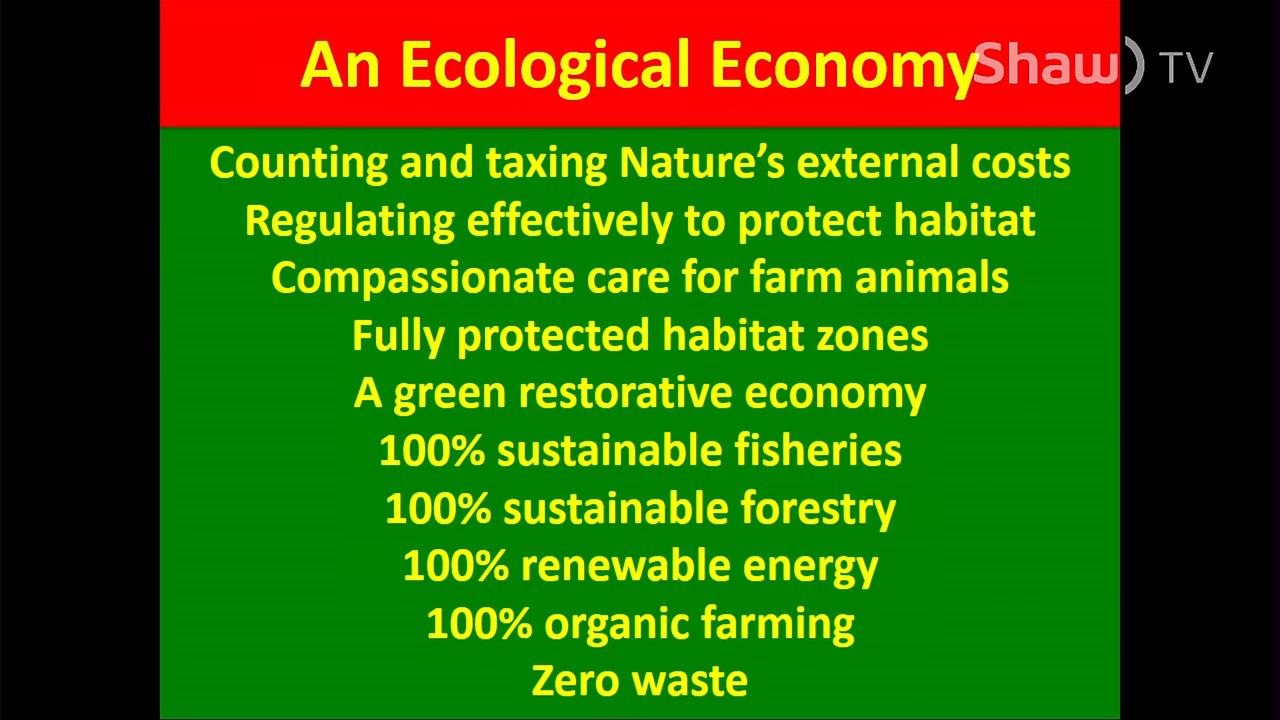 An Ecological Economy
Shaw) TV
Counting and taxing Nature’s external costs
Regulating effectively to protect habitat
Compassionate care for farm animals
Fully protected habitat zones
A green restorative economy
100% sustainable fisheries
100% sustainable forestry
100% renewable energy
100% organic farming
Zero waste